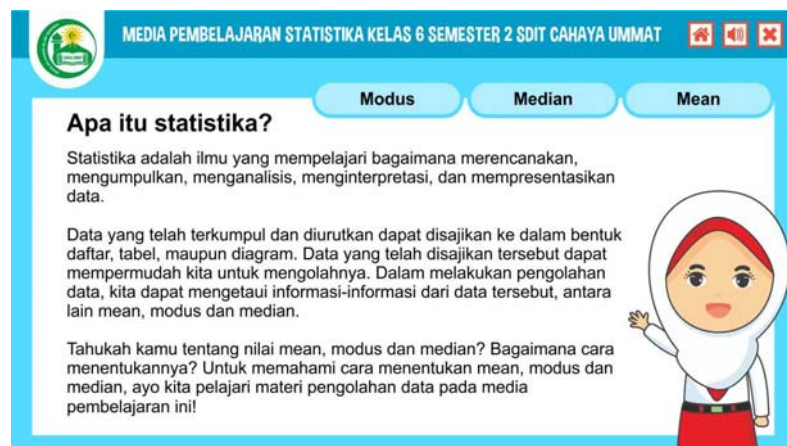 MEDIA PEMBELAJARAN STATISTIKA KELAS 6 SEMESTER 2 SDIT CAHAYA UMMAT
Modus
Median
Mean
Apa itu statistika?
Statistika adalah ilmu yang mempelajari bagaimana merencanakan,
mengumpulkan, menganalisis, menginterpretasi, dan mempresentasikan
data.
Data yang telah terkumpul dan diurutkan dapat disajikan ke dalam bentuk
daftar, tabel, maupun diagram. Data yang telah disajikan tersebut dapat
mempermudah kita untuk mengolahnya. Dalam melakukan pengolahan
data, kita dapat mengetaui informasi-informasi dari data tersebut, antara
lain mean, modus dan median.
Tahukah kamu tentang nilai mean, modus dan median? Bagaimana cara
menentukannya? Untuk memahami cara menentukan mean, modus dan
median, ayo kita pelajari materi pengolahan data pada media
pembelajaran ini!